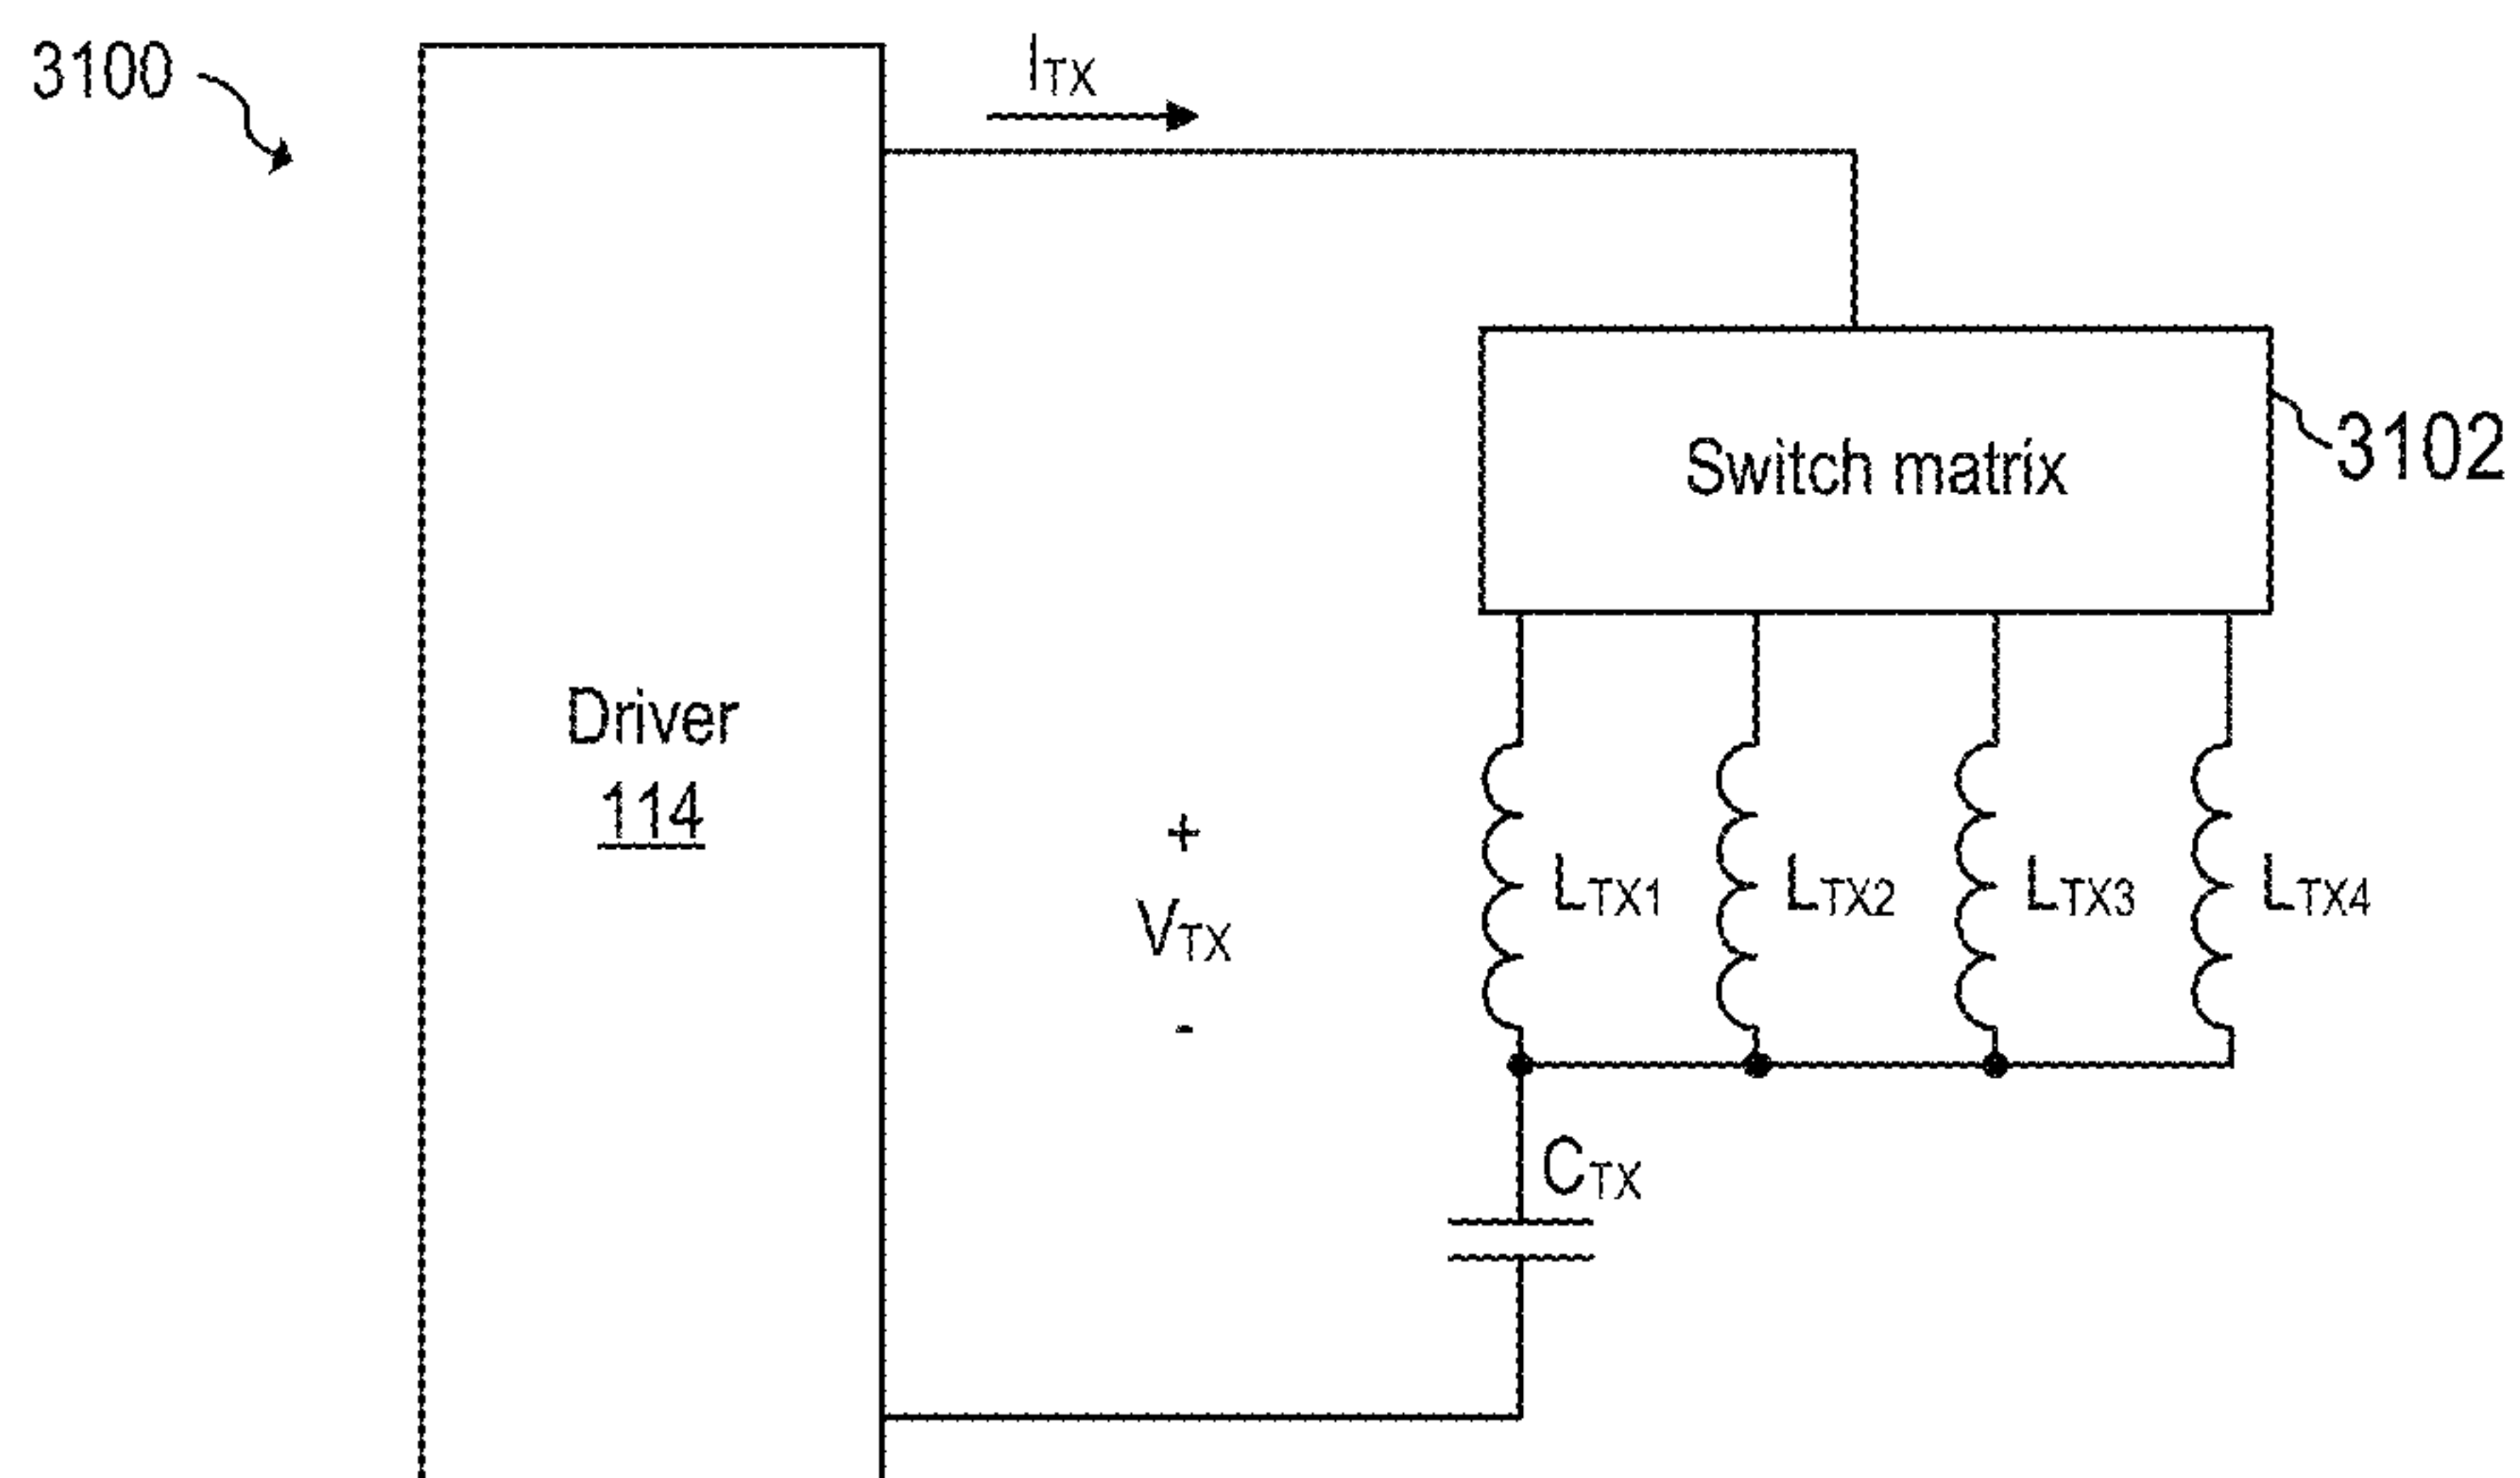 3100
ITX
Switch matrix
3102
Driver
114
+
VTX
-
LTX1
LTX2
LTX3
LTX4
CTX